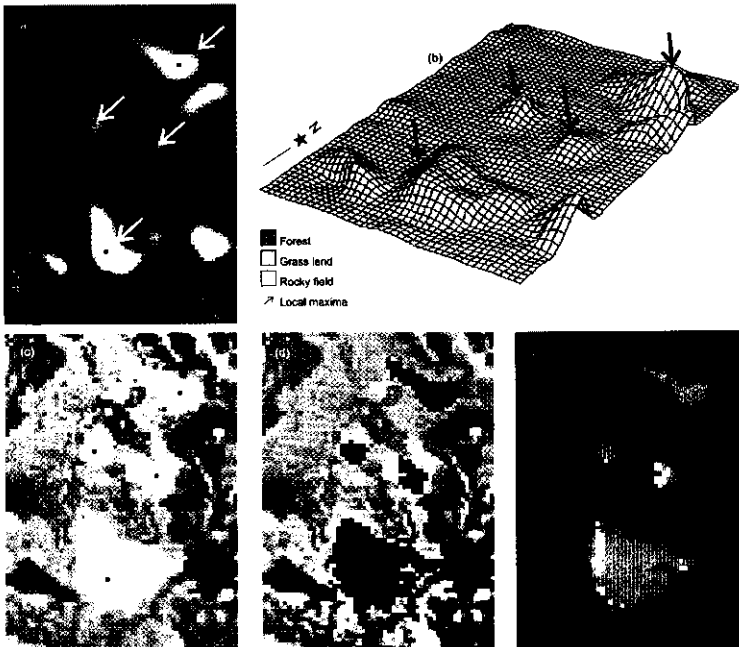 (b)
N
Forest
Grass land
Rocky field
Local maxima
(c)
(d)